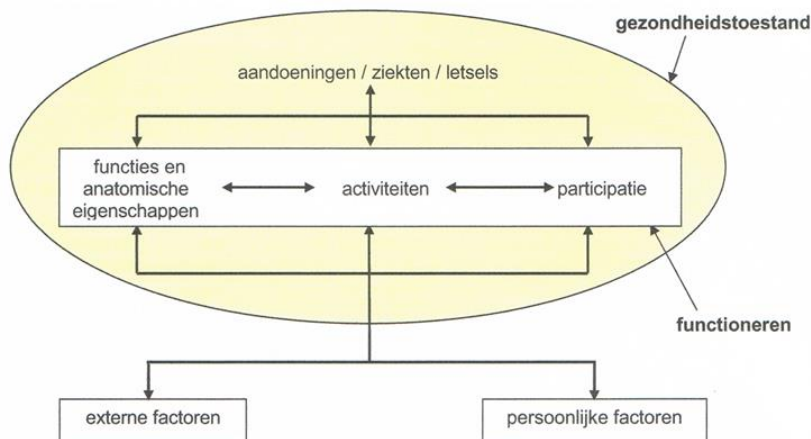 gezondheidstoestand
aandoeningen / ziekten / letsels
functies en
anatomische
eigenschappen
activiteiten
participatie
functioneren
externe factoren
persoonlijke factoren